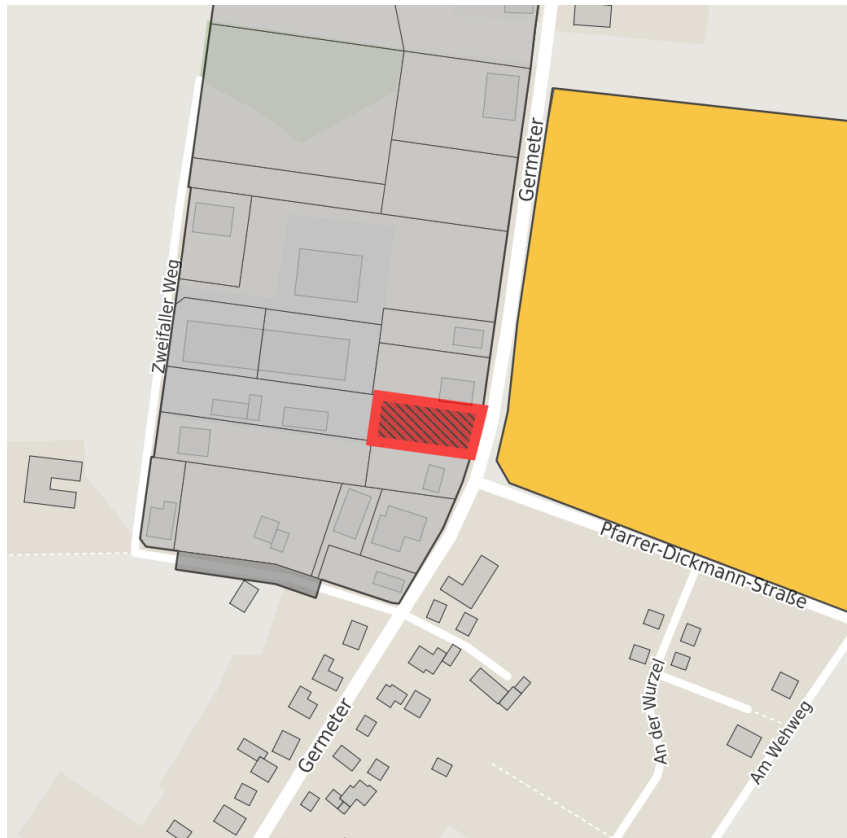 Germeter
Zweifaller Weg
Pfarrer-Dickmann-Straße
An der Wurzel
Germeter
Am Wehweg